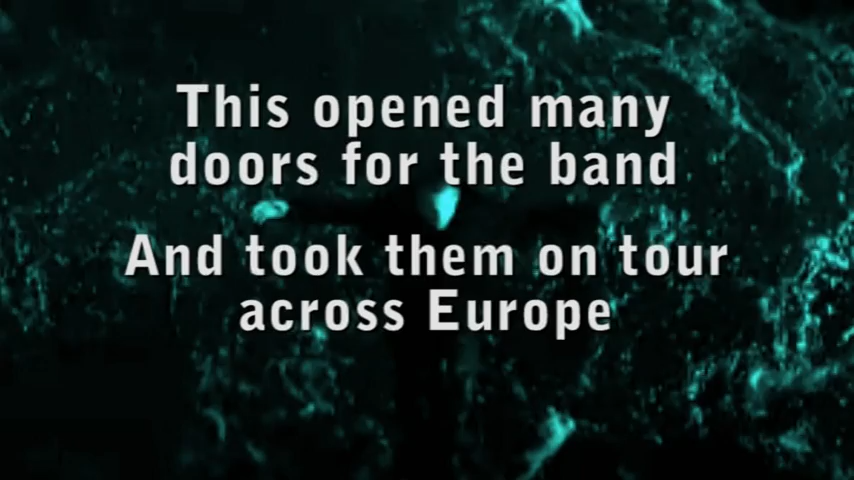 This opened many
doors for the band
And took them on tour
across Europe